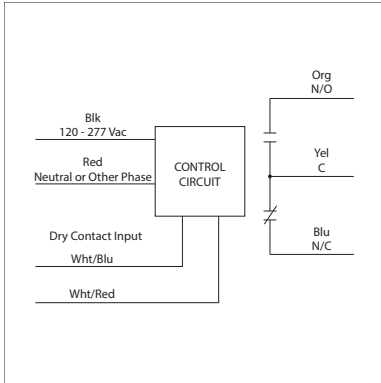 Org
N/O
Blk
120 - 277 Vac
Yel
C
Red
Neutral or Other Phase
CONTROL
CIRCUIT
Dry Contact Input
Blu
N/C
Wht/Blu
Wht/Red